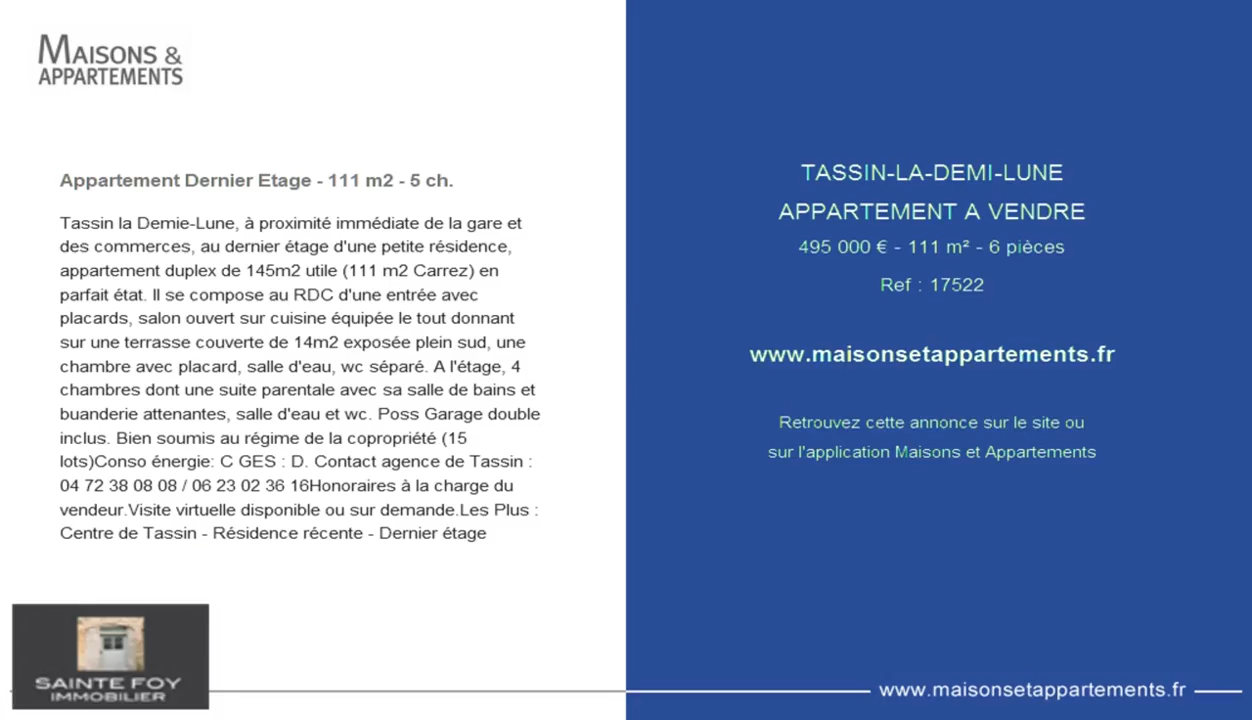 MAISONS &
APPARTEMENTS
Appartement Dernier Etage - 111 m2 - 5 ch.
Tassin la Demie-Lune, à proximité immédiate de la gare et
des commerces, au dernier étage d'une petite résidence,
appartement duplex de 145m2 utile (111 m2 Carrez) en
parfait état. Il se compose au RDC d'une entrée avec
placards, salon ouvert sur cuisine équipée le tout donnant
sur une terrasse couverte de 14m2 exposée plein sud, une
chambre avec placard, salle d'eau, wc séparé. A l'étage, 4
chambres dont une suite parentale avec sa salle de bains et
buanderie attenantes, salle d'eau et wc. Poss Garage double
inclus. Bien soumis au régime de la copropriété (15
lots)Conso énergie: C GES : D. Contact agence de Tassin :
04 72 38 08 08 / 06 23 02 36 16Honoraires à la charge du
vendeur.Visite virtuelle disponible ou sur demande.Les Plus :
Centre de Tassin - Résidence récente - Dernier étage
SAINTE FOY
IMMOBILIER
TASSIN-LA-DEMI-LUNE
APPARTEMENT A VENDRE
495 000 € - 111 m² - 6 pièces
Ref : 17522
www.maisonsetappartements.fr
Retrouvez cette annonce sur le site ou
sur l'application Maisons et Appartements
www.maisonsetappartements.fr